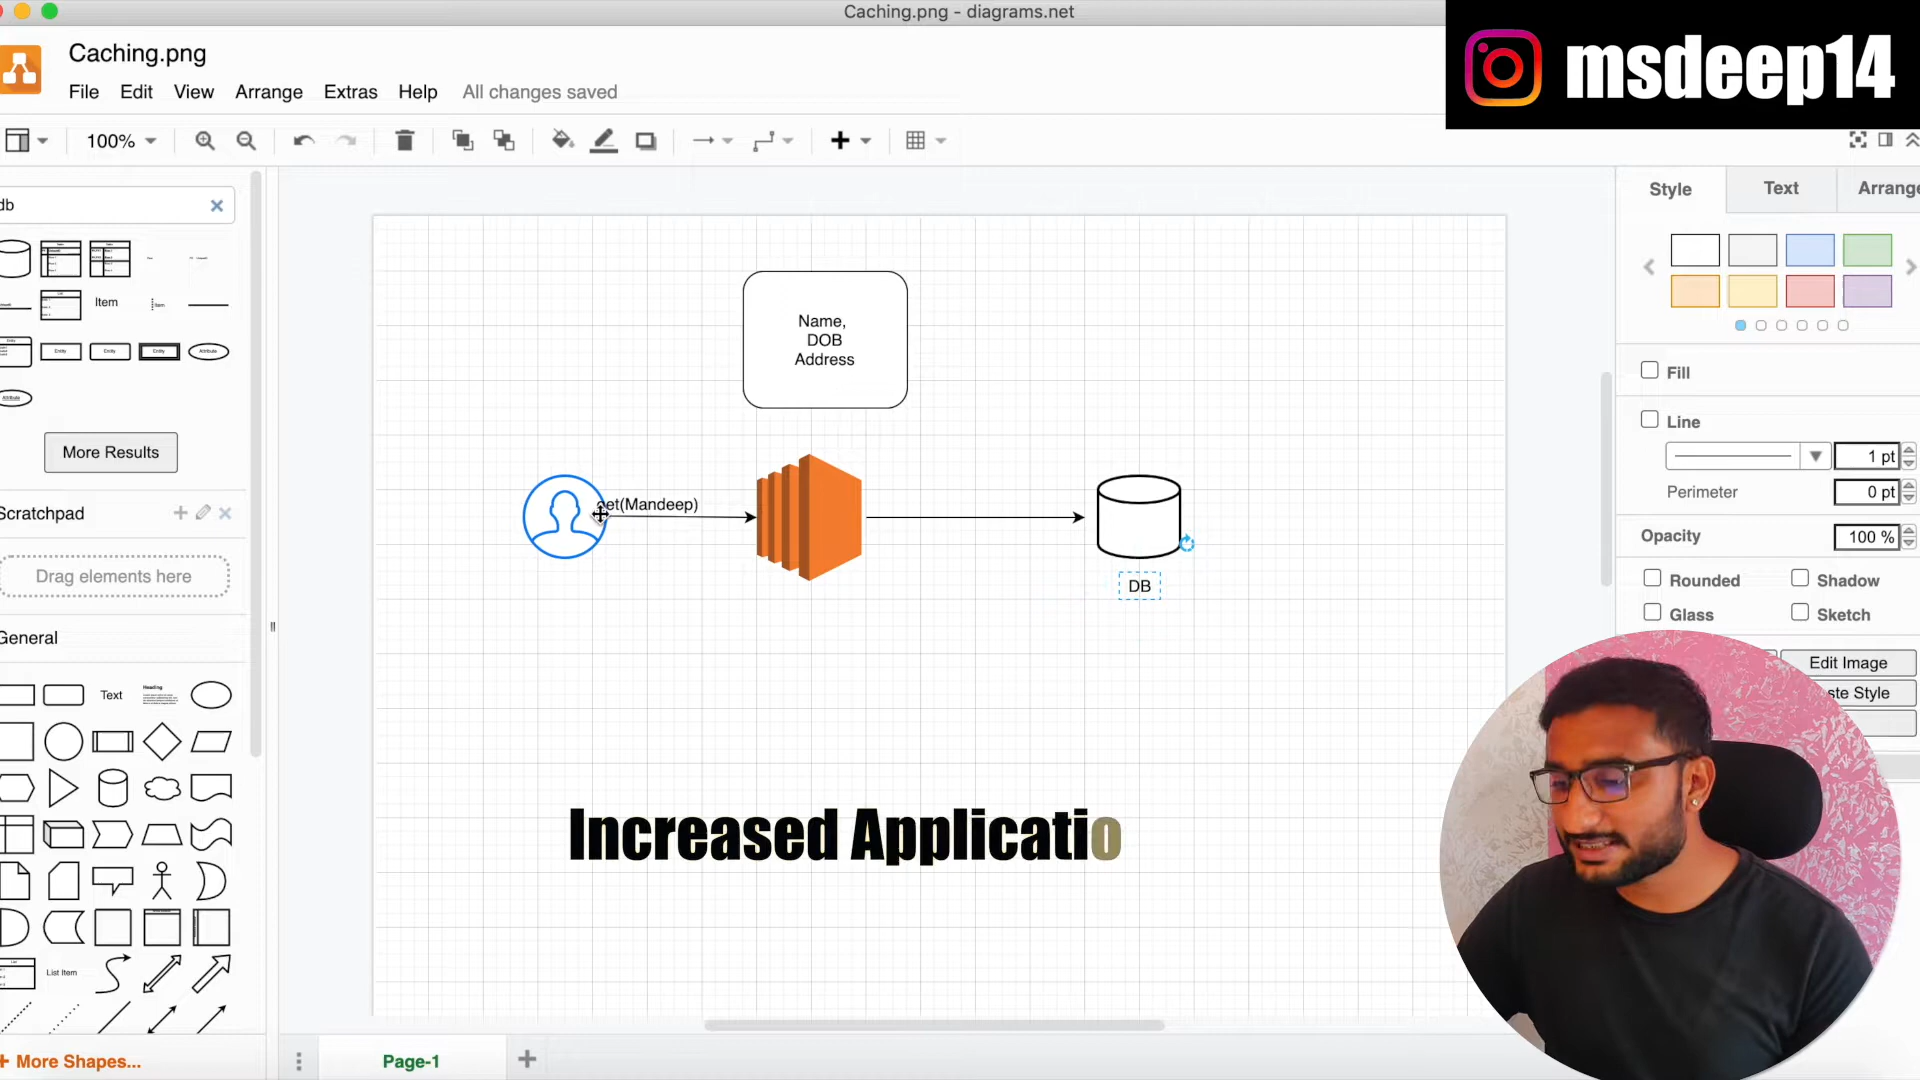 Caching.png - diagrams.net
msdeep14
Caching.png
File Edit View Arrange Extras Help All changes saved
100%
db
Item
More Results
Scratchpad
Drag elements here
General
Text
Heading
List Item
+ More Shapes...
Name,
DOB
Address
get(Mandeep)
DB
Increased Applicatio
Page-1
Style Text Arrange
Fill
Line
1 pt
Perimeter
0 pt
Opacity
100 %
Rounded Shadow
Glass Sketch
Edit Image
ste Style